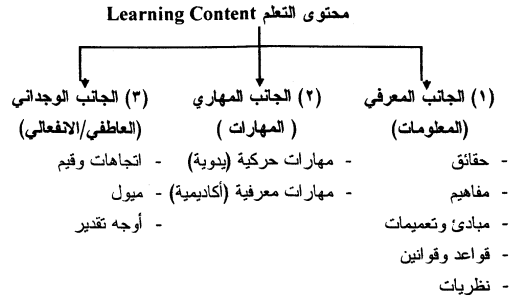 محتوى التعلم Learning Content
(١) الجانب المعرفي
(المعلومات)
- حقائق
- مفاهيم
- مبادئ وتعميمات
- قواعد وقوانين
- نظريات
(٢) الجانب المهاري
( المهارات )
- مهارات حركية (يدوية)
- مهارات معرفية (أكاديمية)
(٣) الجانب الوجداني
(العاطفي/الانفعالي)
- اتجاهات وقيم
- ميول
- أوجه تقدير